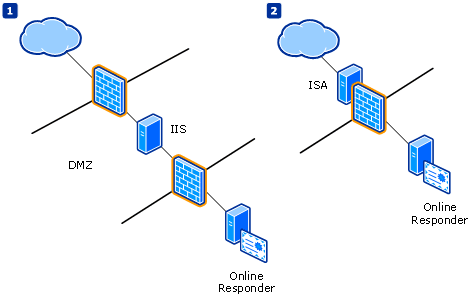 1
IIS
DMZ
Online
Responder
2
ISA
Online
Responder